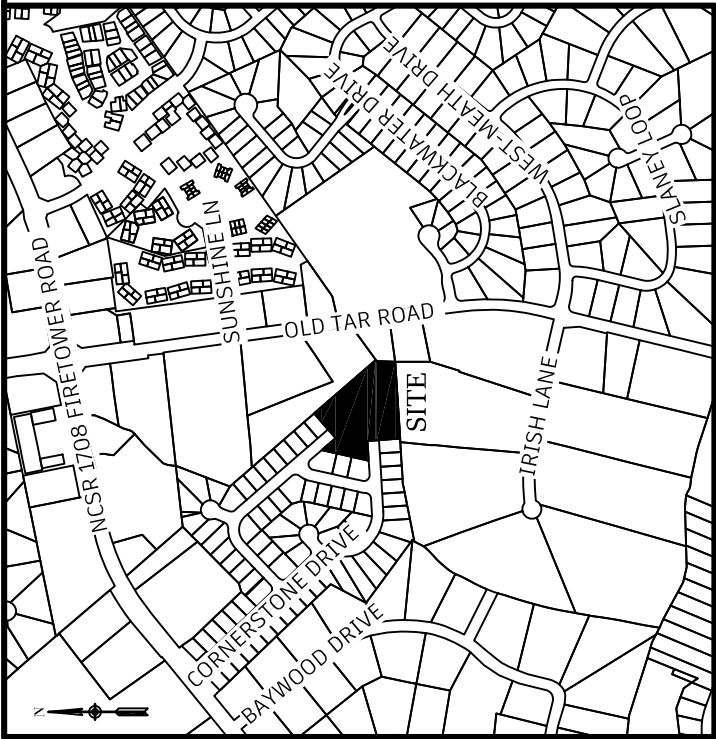 WEST-MEATH DRIVE
BLACKWATER DRIVE
SLANEY LOOP
SUNSHINE LN
NCSR 1708 FIRETOWER ROAD
OLD TAR ROAD
SITE
IRISH LANE
CORNERSTONE DRIVE
BAYWOOD DRIVE
N